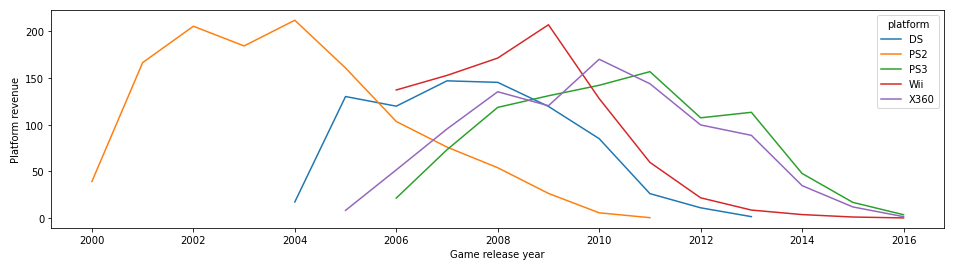 platform
DS
PS2
PS3
Wii
X360
Platform revenue
200
150
100
50
0
2000 2002 2004 2006 2008 2010 2012 2014 2016
Game release year